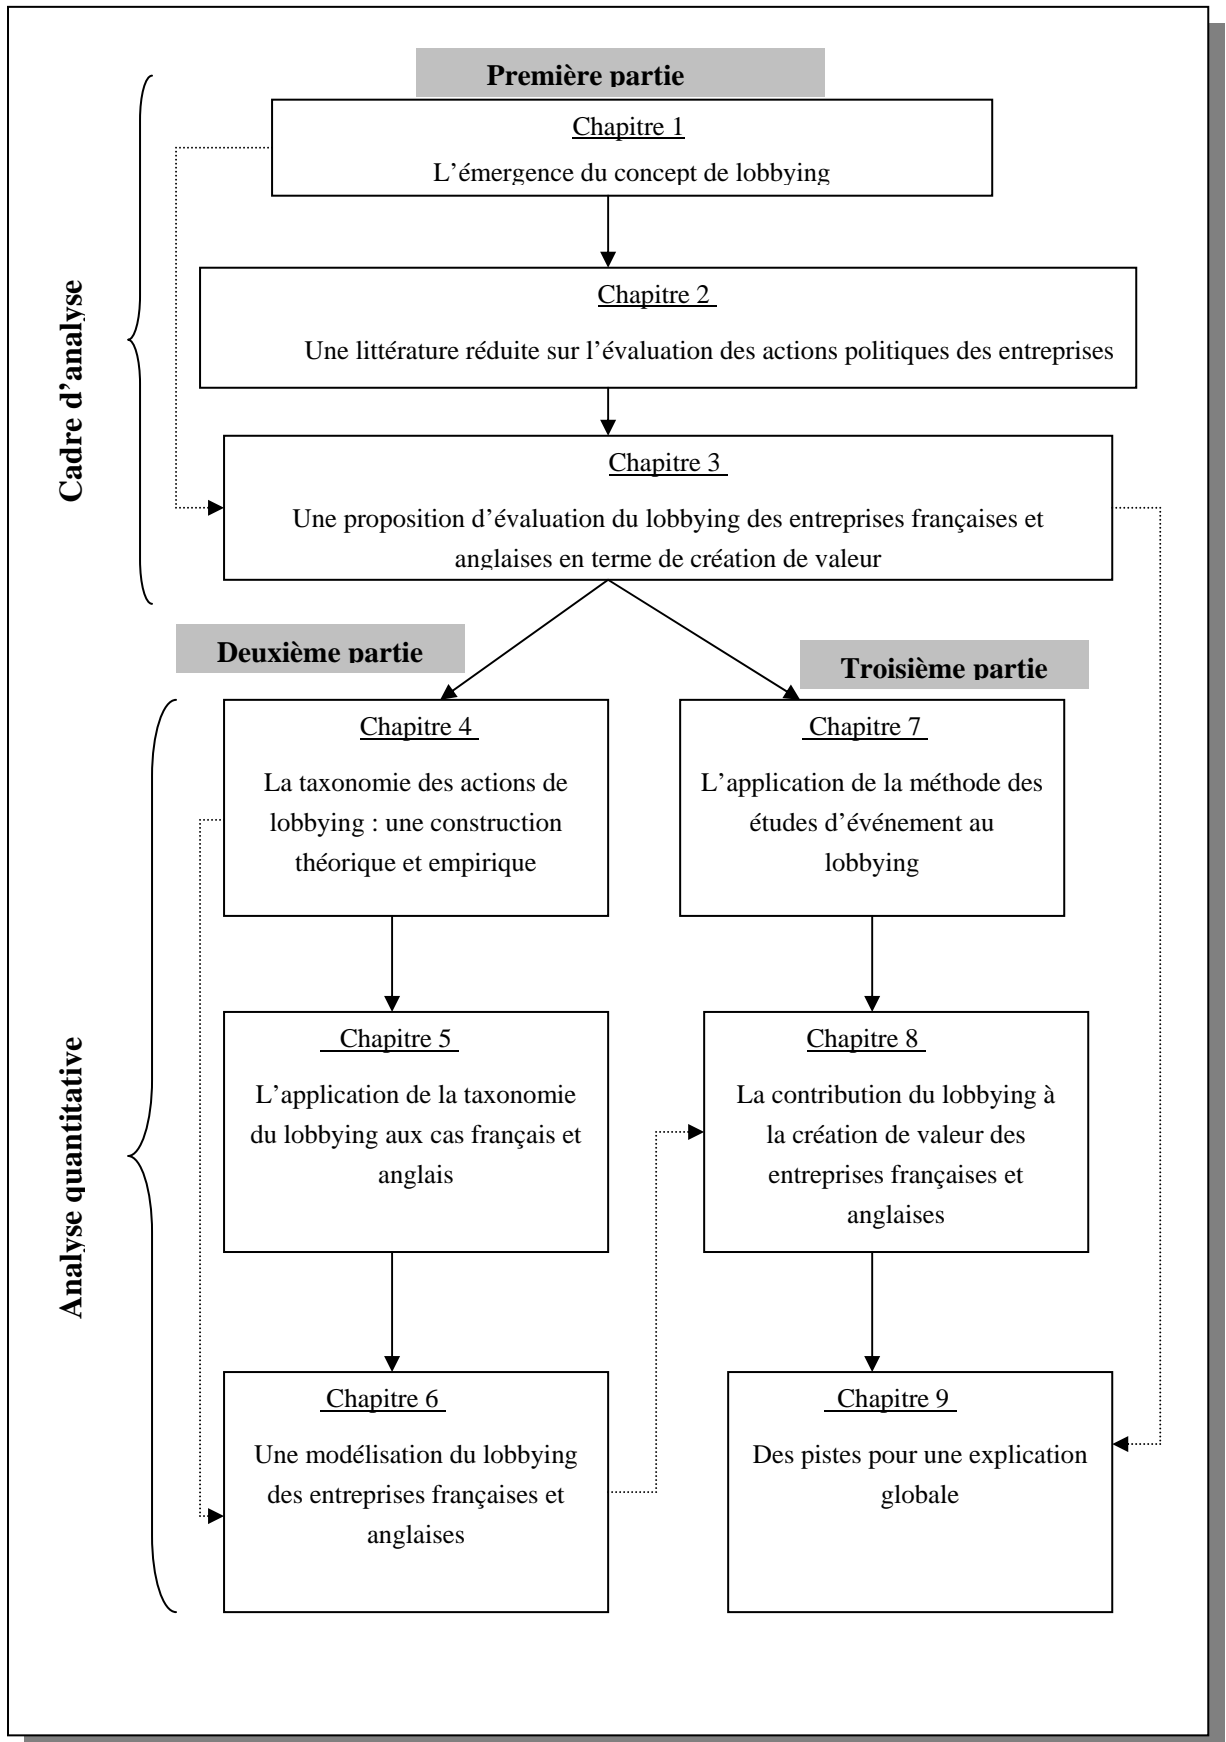 Première partie
Chapitre 1
L’émergence du concept de lobbying
Chapitre 2
Une littérature réduite sur l’évaluation des actions politiques des entreprises
Chapitre 3
Une proposition d’évaluation du lobbying des entreprises françaises et
anglaises en terme de création de valeur
Cadre d’analyse
Deuxième partie
Chapitre 4
La taxonomie des actions de
lobbying : une construction
théorique et empirique
Chapitre 5
L’application de la taxonomie
du lobbying aux cas français et
anglais
Chapitre 6
Une modélisation du lobbying
des entreprises françaises et
anglaises
Troisième partie
Chapitre 7
L’application de la méthode des
études d’événement au
lobbying
Chapitre 8
La contribution du lobbying à
la création de valeur des
entreprises françaises et
anglaises
Chapitre 9
Des pistes pour une explication
globale
Analyse quantitative